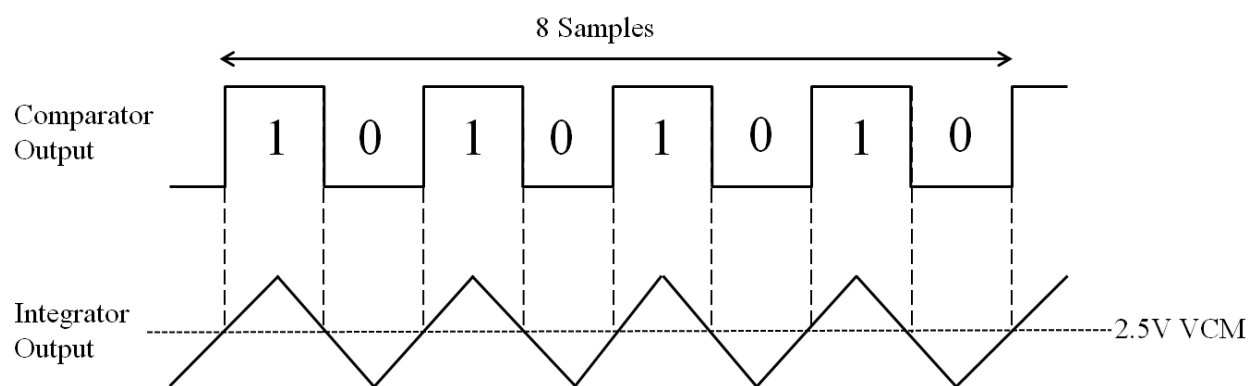 8 Samples
Comparator
Output
1 0 1 0 1 0 1 0
Integrator
Output
2.5V VCM